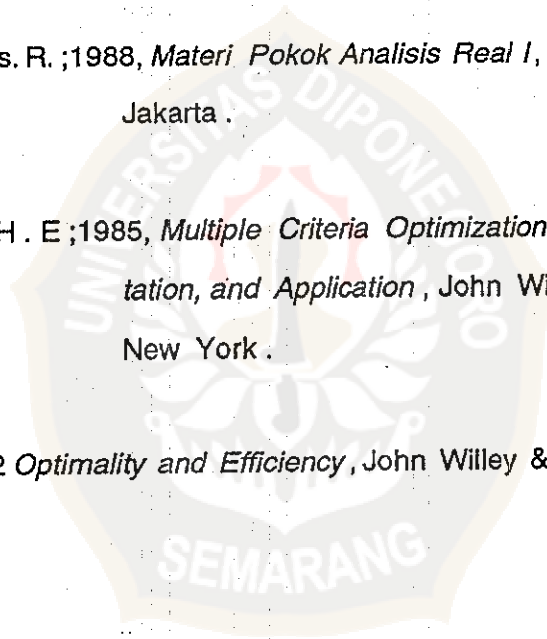 s. R. ;1988, Materi Pokok Analisis Real I,
Jakarta .
H . E ;1985, Multiple Criteria Optimization
tation, and Application , John Wi
New York .
2 Optimality and Efficiency, John Willey &
UNIVERSITAS DIPONEGORO
SEMARANG